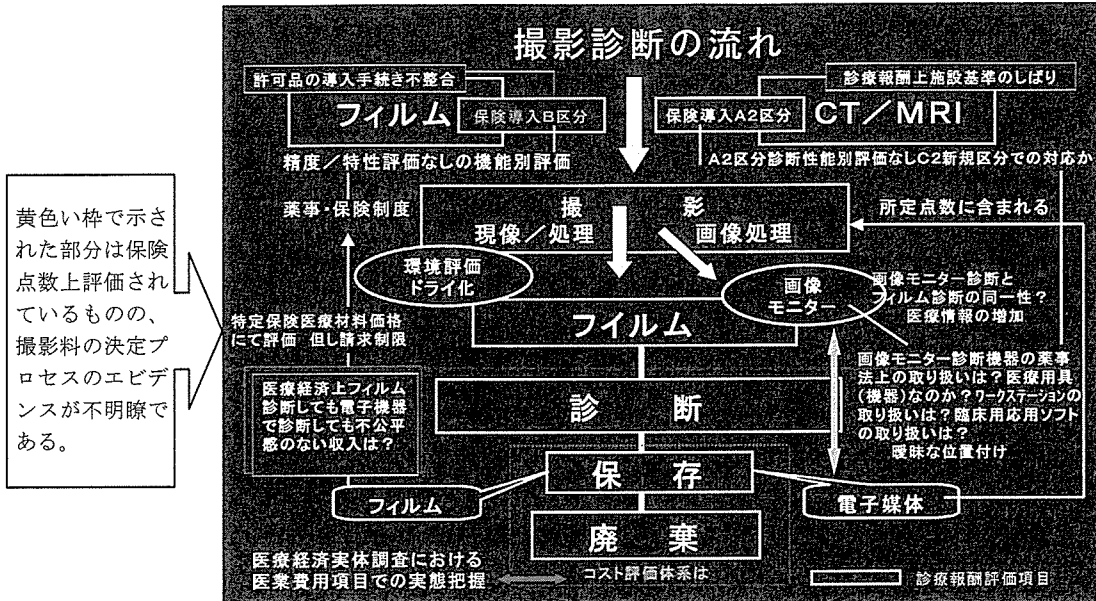 撮影診断の流れ
許可品の導入手続き不整合
診療報酬上施設基準のしばり
フィルム
保険導入B区分
保険導入A2区分
CT/MRI
精度/特性評価なしの機能別評価
A2区分診断性能別評価なしC2新規区分での対応か
薬事・保険制度
撮 影
現像/処理
画像処理
所定点数に含まれる
環境評価
ドライ化
画像
モニター
画像モニター診断と
フィルム診断の同一性?
医療情報の増加
特定保険医療材料価格
にて評価 但し請求制限
フイルム
黄色い枠で示さ
れた部分は保険
点数上評価され
ているものの、
撮影料の決定プ
ロセスのエビデ
ンスが不明瞭で
ある。
医療経済上フィルム
診断しても電子機器
で診断しても不公平
感のない収入は?
診 断
画像モニター診断機器の薬事
法上の取り扱いは?医療用具
(機器)なのか?ワークステーションの
取り扱いは?臨床用応用ソフト
の取り扱いは?
曖昧な位置付け
保 存
フィルム
電子媒体
廃 棄
医療経済実体調査における
医業費用項目での実態把握
コスト評価体系は
診療報酬評価項目